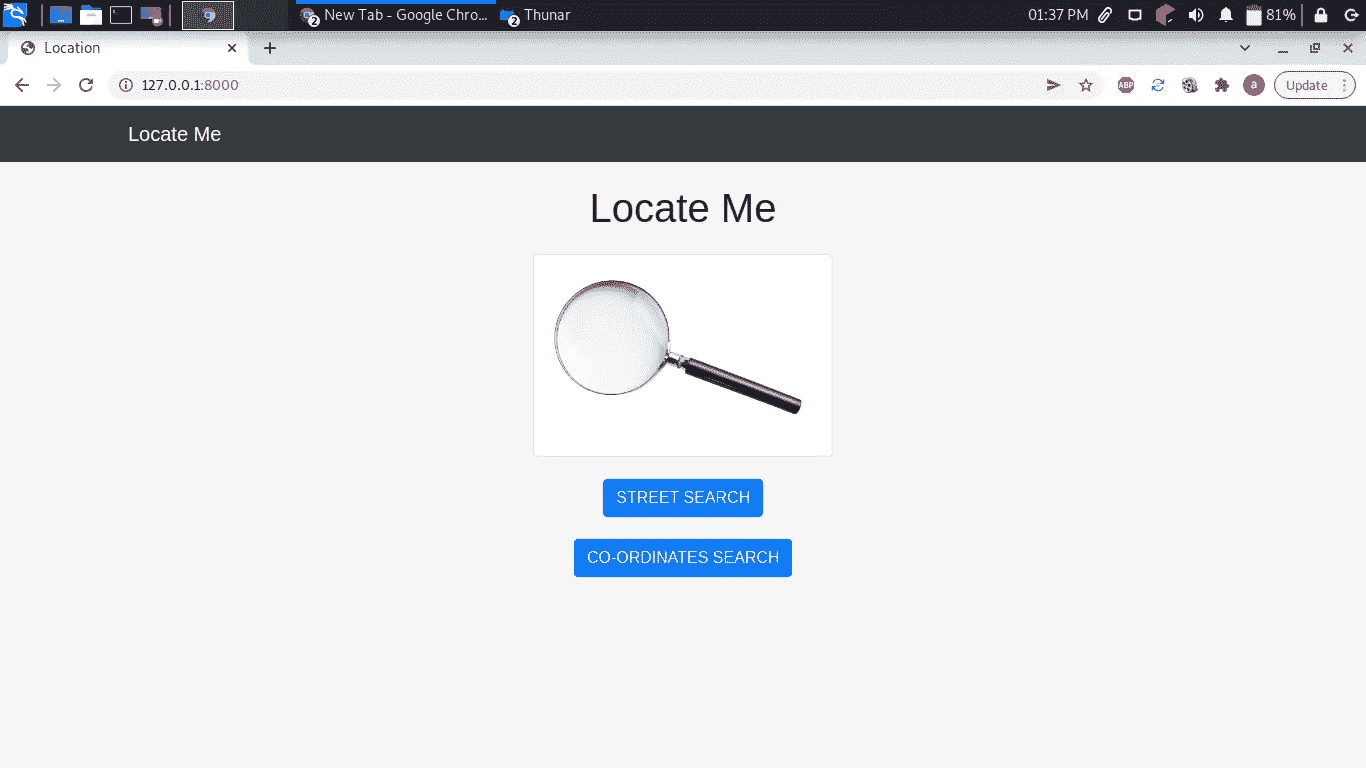 New Tab - Google Chro... 2 Thunar 2 01:37 PM 81%
Location
127.0.0.1:8000 ABP a Update
Locate Me
Locate Me
STREET SEARCH
CO-ORDINATES SEARCH